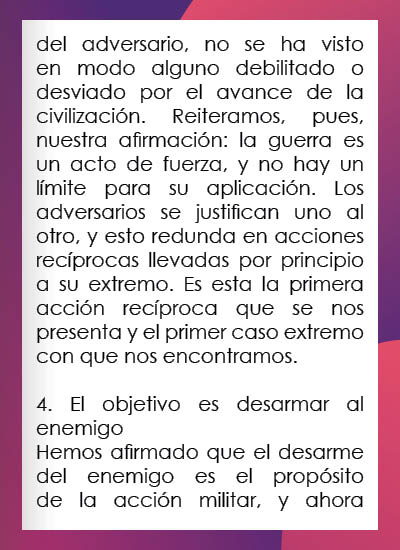 del adversario, no se ha visto
en modo alguno debilitado o
desviado por el avance de la
civilización. Reiteramos, pues,
nuestra afirmación: la guerra es
un acto de fuerza, y no hay un
límite para su aplicación. Los
adversarios se justifican uno al
otro, y esto redunda en acciones
recíprocas llevadas por principio
a su extremo. Es esta la primera
acción recíproca que se nos
presenta y el primer caso extremo
con que nos encontramos.
4. El objetivo es desarmar al
enemigo
Hemos afirmado que el desarme
del enemigo es el propósito
de la acción militar, y ahora